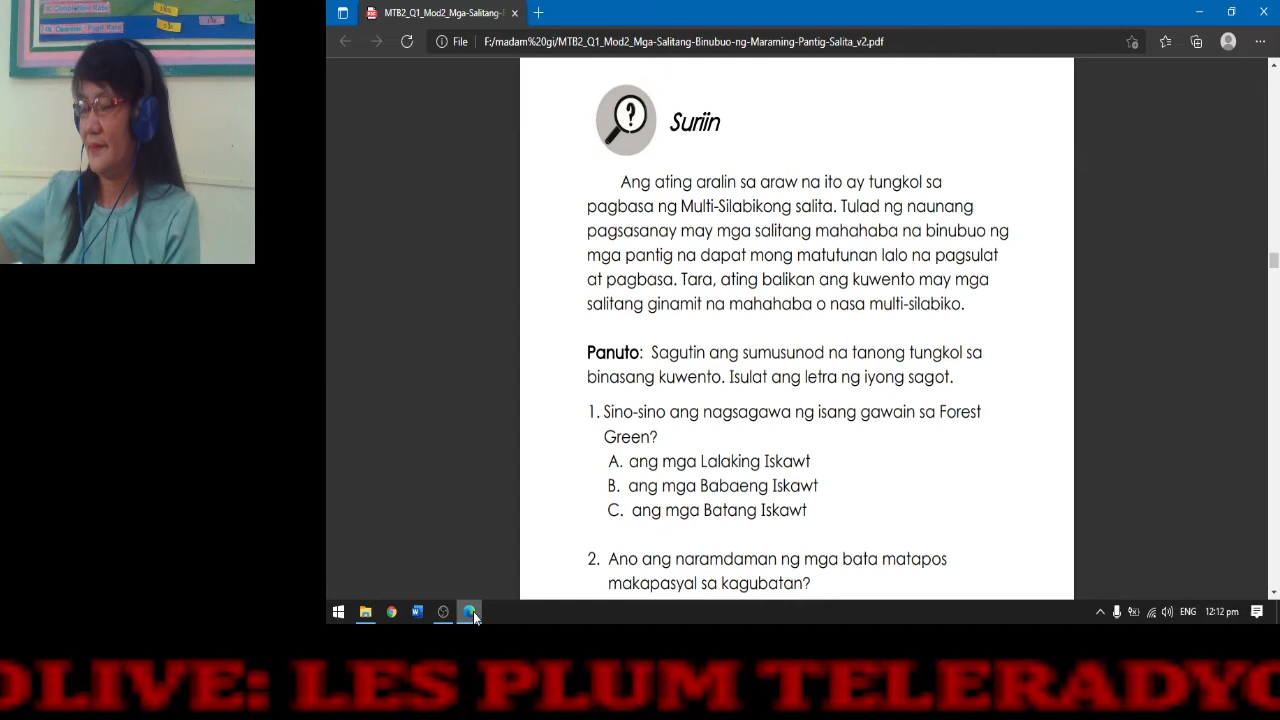 % Completion Rate
MTB2_Q1_Mod2_Mga-Salitang-
File
F:/madam%20gi/MTB2_Q1_Mod2_Mga-Salitang-Binubuo-ng-Maraming-Pantig-Salita_v2.pdf
Suriin
Ang ating aralin sa araw na ito ay tungkol sa
pagbasa ng Multi-Silabikong salita. Tulad ng naunang
pagsasanay may mga salitang mahahaba na binubuo ng
mga pantig na dapat mong matutunan lalo na pagsulat
at pagbasa. Tara, ating balikan ang kuwento may mga
salitang ginamit na mahahaba o nasa multi-silabiko.
Panuto: Sagutin ang sumusunod na tanong tungkol sa
binasang kuwento. Isulat ang letra ng iyong sagot.
1. Sino-sino ang nagsagawa ng isang gawain sa Forest
Green?
A. ang mga Lalaking Iskawt
B. ang mga Babaeng Iskawt
C. ang mga Batang Iskawt
2. Ano ang naramdaman ng mga bata matapos
makapasyal sa kagubatan?
ENG
12:12 pm
OLIVE: LES PLUM TELERADYO